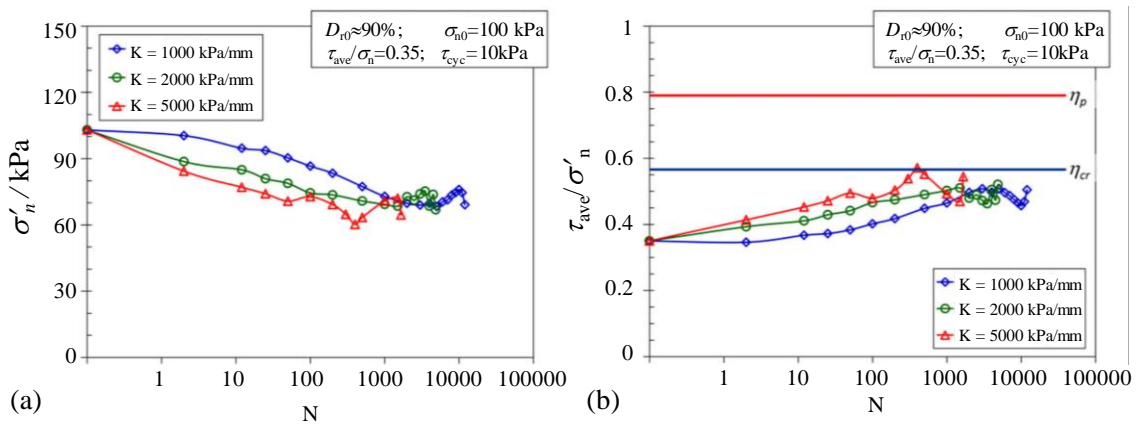 D_r0≈90%; σ_n0=100 kPa
τ_ave/σ_n=0.35; τ_cyc=10kPa
K = 1000 kPa/mm
K = 2000 kPa/mm
K = 5000 kPa/mm
150
120
90
60
30
0
σ'_n / kPa
1 10 100 1000 10000 100000
N
(a)
D_r0≈90%; σ_n0=100 kPa
τ_ave/σ_n=0.35; τ_cyc=10kPa
1
0.8
0.6
0.4
0.2
0
τ_ave/σ'_n
η_p
η_cr
K = 1000 kPa/mm
K = 2000 kPa/mm
K = 5000 kPa/mm
1 10 100 1000 10000 100000
N
(b)